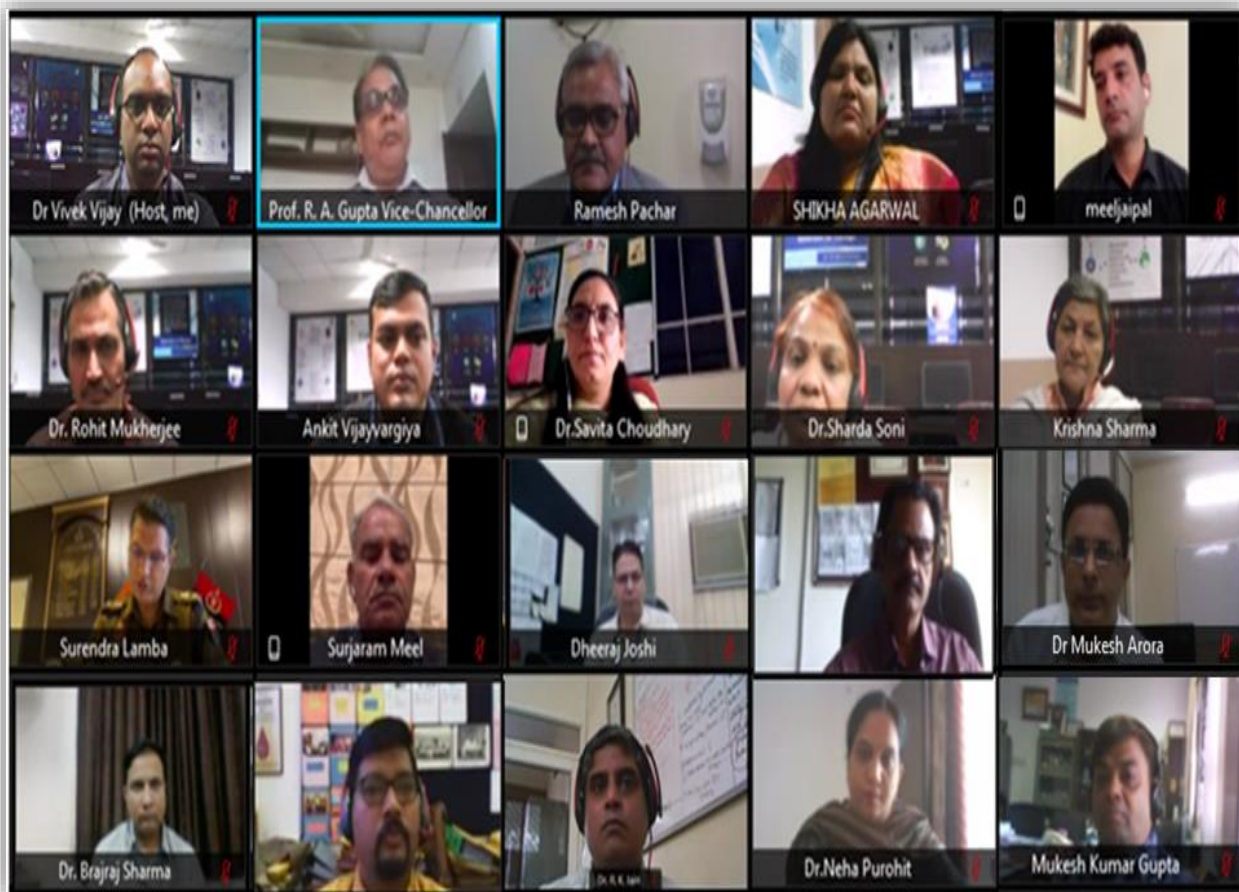 Dr Vivek Vijay (Host, me)
Prof. R. A. Gupta Vice-Chancellor
Ramesh Pachar
SHIKHA AGARWAL
meeljaipal
Dr. Rohit Mukherjee
Ankit Vijayvargiya
Dr.Savita Choudhary
Dr.Sharda Soni
Krishna Sharma
Surendra Lamba
Surjaram Meel
Dheeraj Joshi
Dr Mukesh Arora
Dr. Brajraj Sharma
Dr. R.K. Jain
Dr.Neha Purohit
Mukesh Kumar Gupta